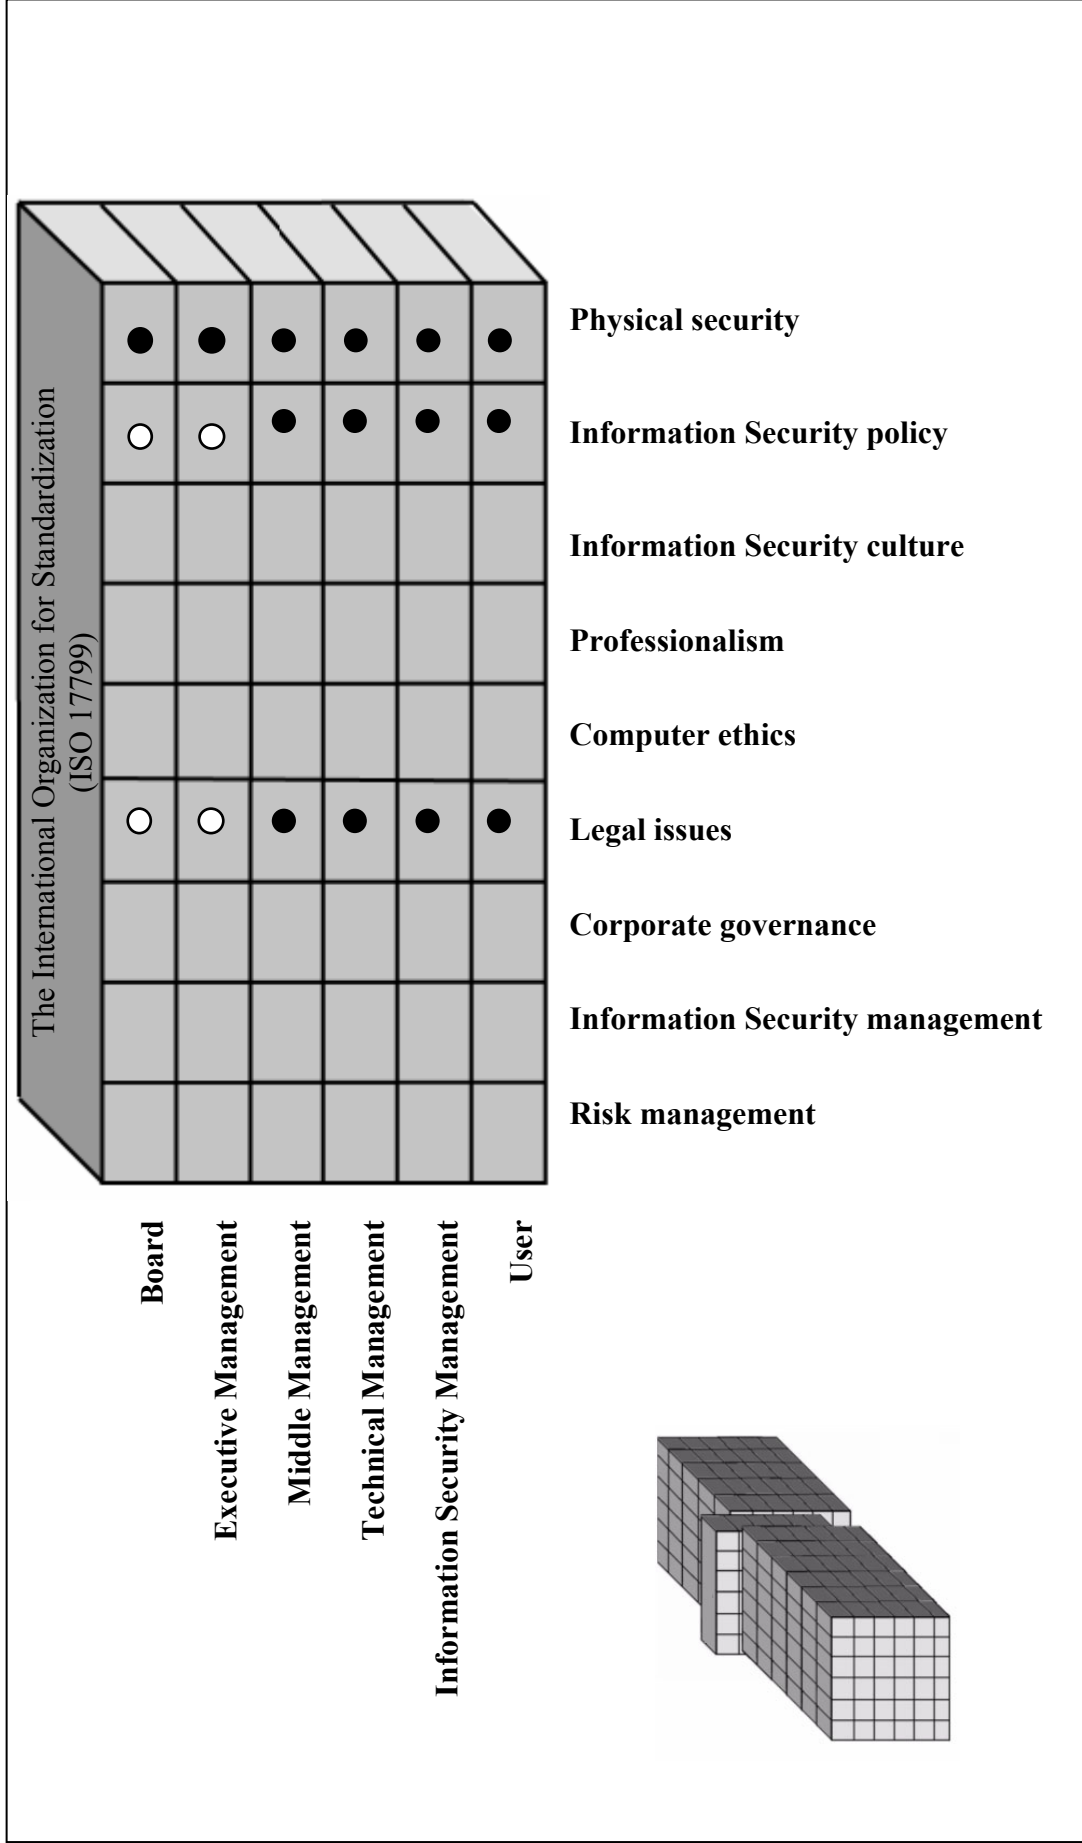 The International Organization for Standardization
(ISO 17799)
Physical security
Information Security policy
Information Security culture
Professionalism
Computer ethics
Legal issues
Corporate governance
Information Security management
Risk management
Board
Executive Management
Middle Management
Technical Management
Information Security Management
User